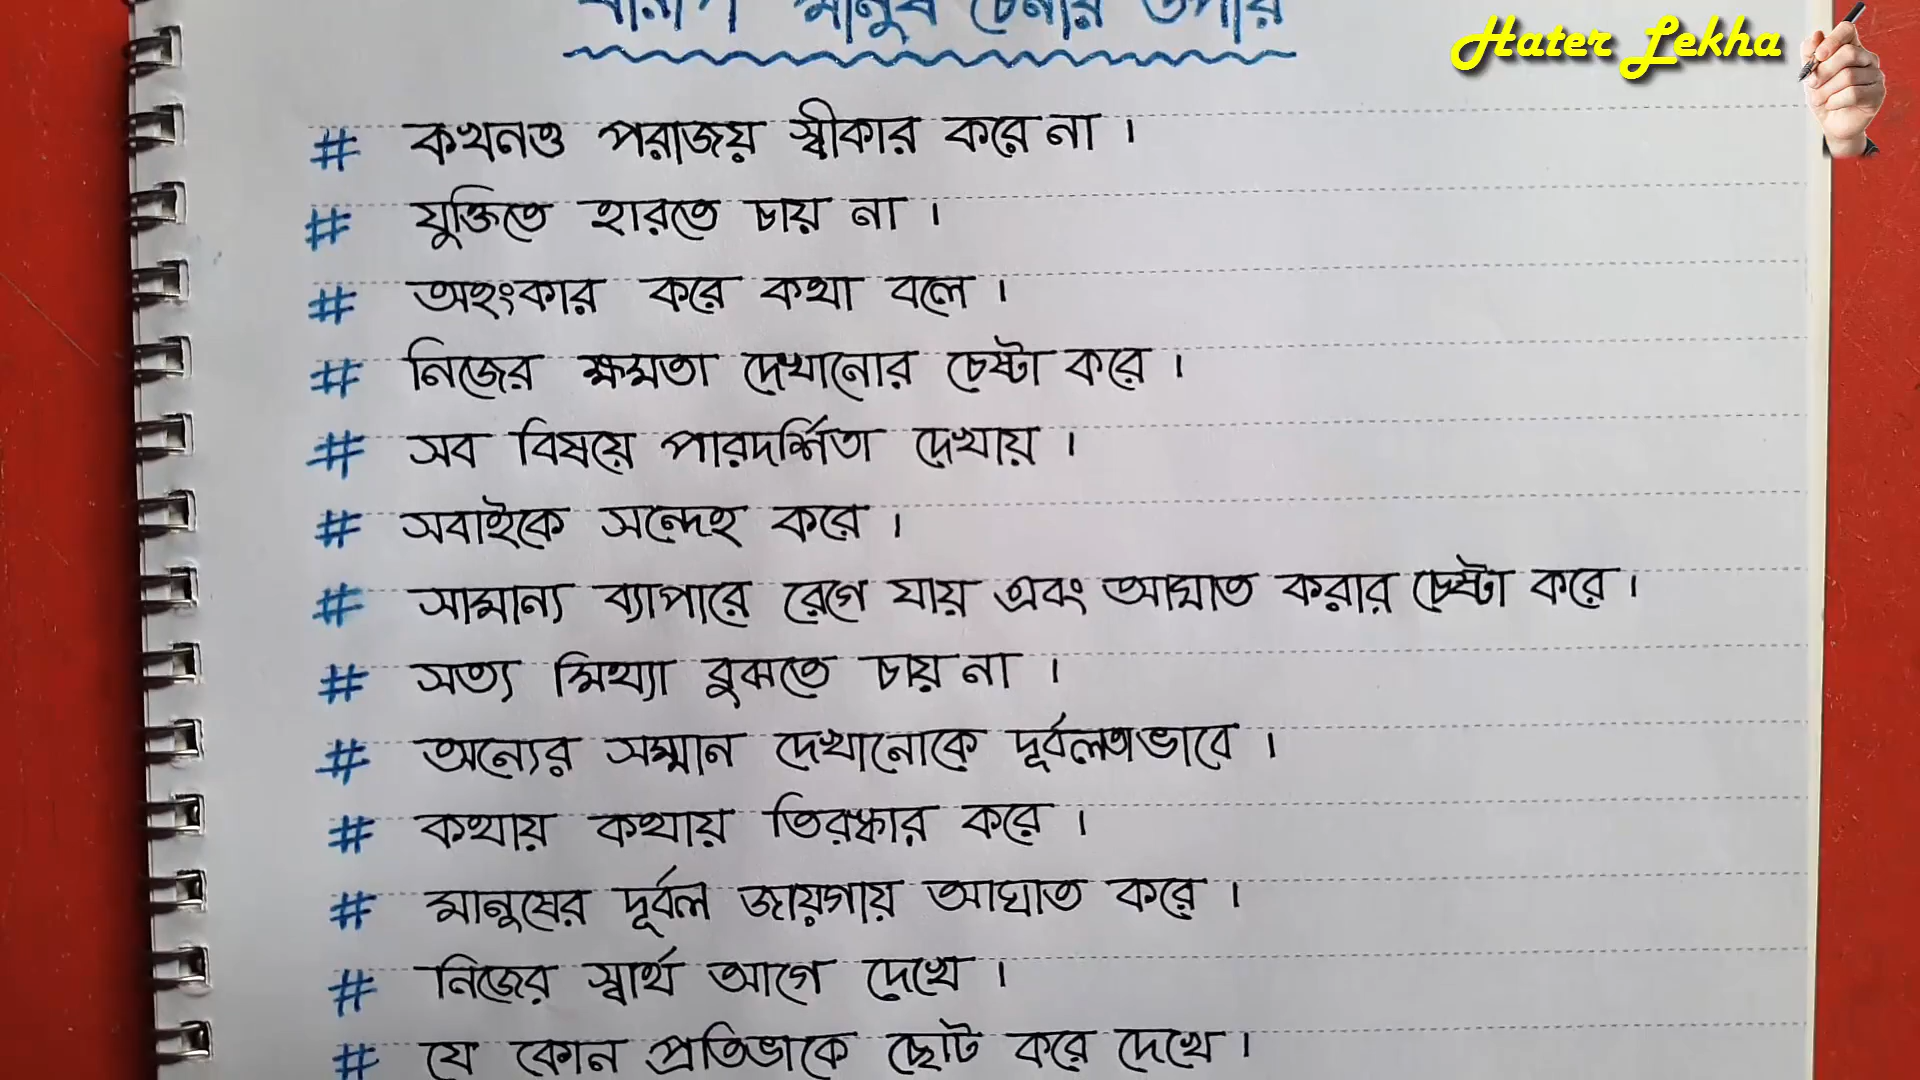 খারাপ মানুষ চেনার উপায়
Hater Lekha
# কখনও পরাজয় স্বীকার করে না।
# যুক্তিতে হারতে চায় না।
# অহংকার করে কথা বলে।
# নিজের ক্ষমতা দেখানোর চেষ্টা করে।
# সব বিষয়ে পারদর্শিতা দেখায়।
# সবাইকে সন্দেহ করে।
# সামান্য ব্যাপারে রেগে যায় এবং আঘাত করার চেষ্টা করে।
# সত্য মিথ্যা বুঝতে চায় না।
# অন্যের সম্মান দেখানোকে দূর্বলতা ভাবে।
# কথায় কথায় তিরস্কার করে।
# মানুষের দূর্বল জায়গায় আঘাত করে।
# নিজের স্বার্থ আগে দেখে।
# যে কোন প্রতিভাকে ছোট করে দেখে।